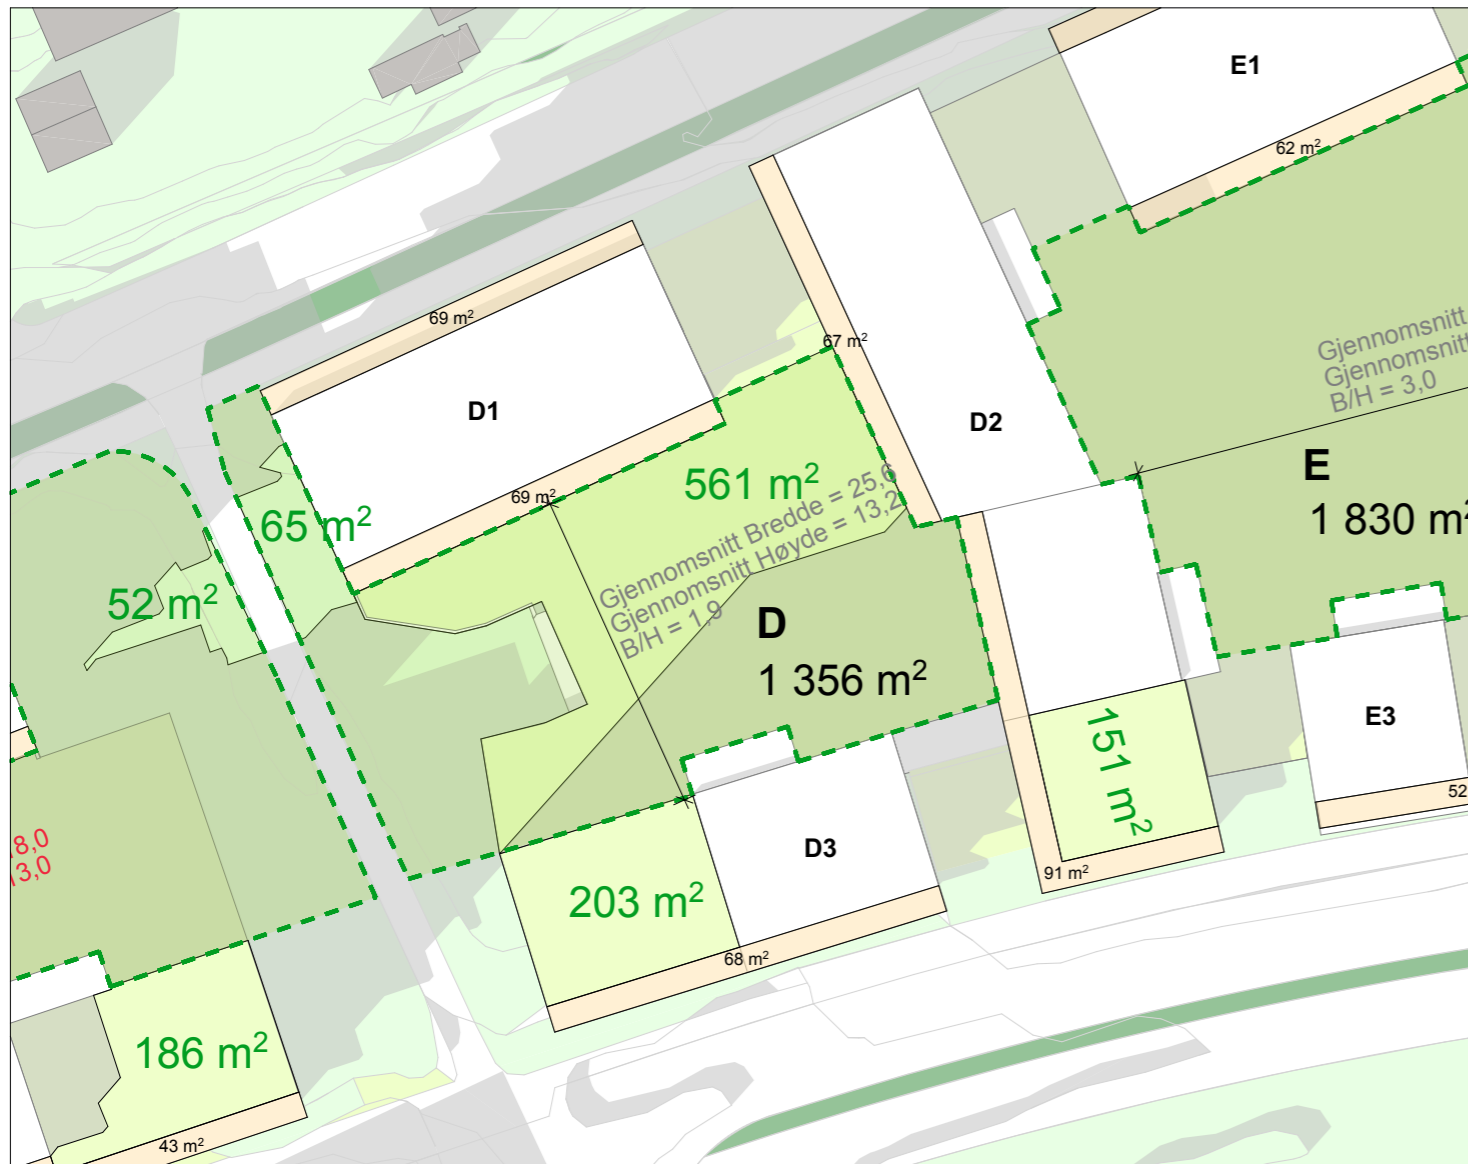 E1
62 m²
69 m²
67 m²
D1
D2
Gjennomsnitt
Gjennomsnitt
B/H = 3,0
E
1 830 m²
561 m²
69 m²
65 m²
52 m²
Gjennomsnitt Bredde = 25,6
Gjennomsnitt Høyde = 13,2
B/H = 1,9
D
1 356 m²
E3
151 m²
52
8,0
13,0
D3
91 m²
203 m²
68 m²
186 m²
43 m²